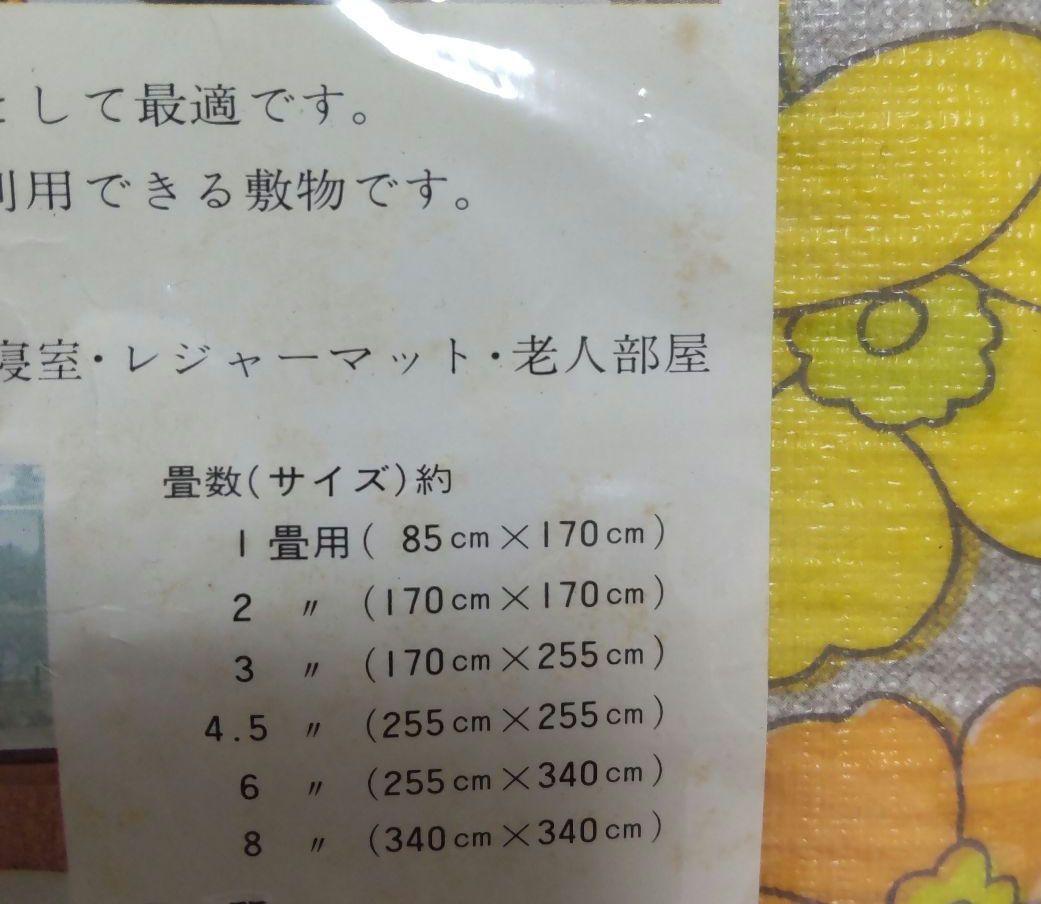 として最適です。
利用できる敷物です。
寝室・レジャーマット・老人部屋
畳数(サイズ)約
1畳用( 85cm×170cm)
2 〃 (170cm×170cm)
3 〃 (170cm×255cm)
4.5 〃 (255cm×255cm)
6 〃 (255cm×340cm)
8 〃 (340cm×340cm)